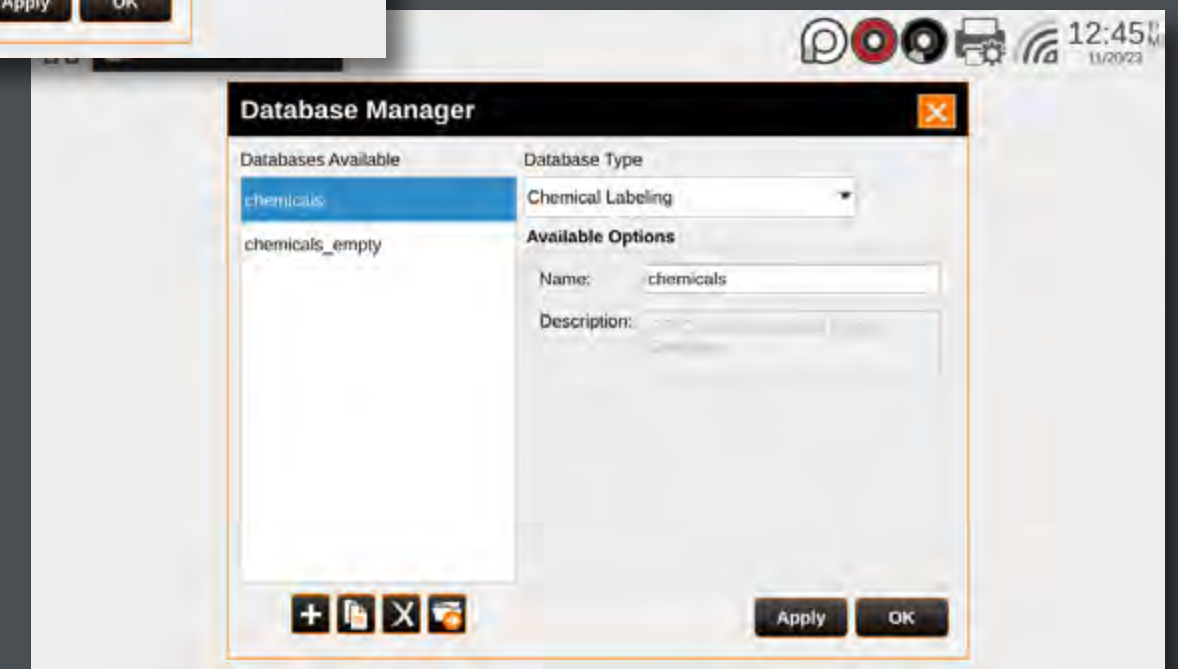 Apply OK
12:45 PM
11/20/23
Database Manager
Databases Available
Database Type
chemicals
Chemical Labeling
chemicals_empty
Available Options
Name: chemicals
Description:
Apply OK